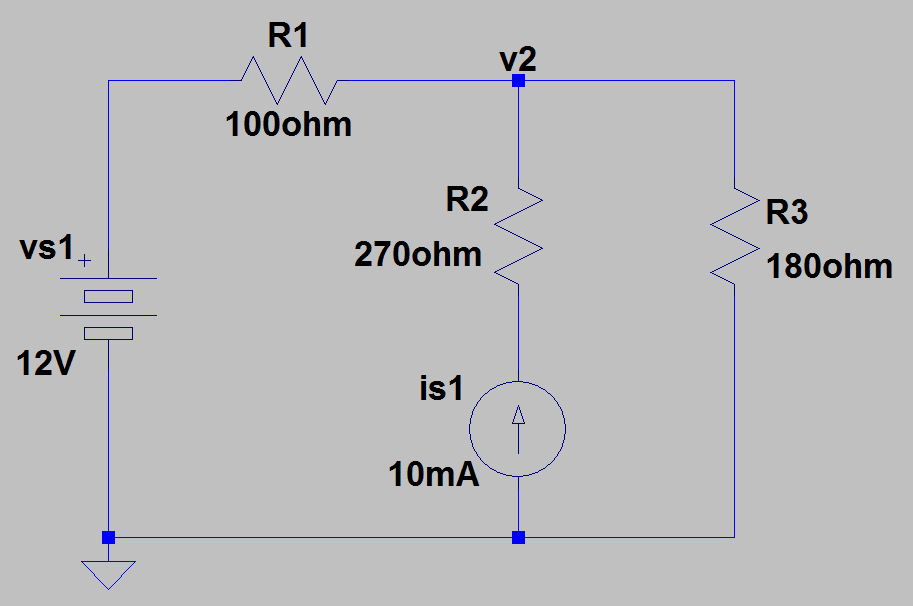 R1
100ohm
v2
R2
270ohm
R3
180ohm
vs1
+
12V
is1
10mA